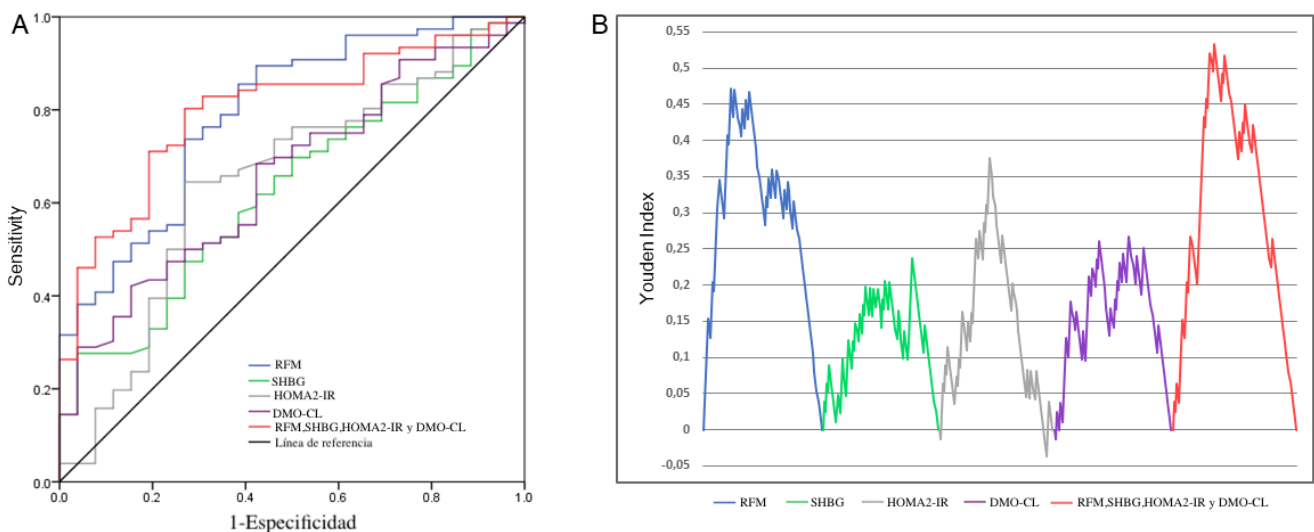 A
Sensitivity
1.0
0.8
0.6
0.4
0.2
0.0
RFM
SHBG
HOMA2-IR
DMO-CL
RFM,SHBG,HOMA2-IR y DMO-CL
Línea de referencia
0.0 0.2 0.4 0.6 0.8 1.0
1-Especificidad
B
Youden Index
0,55
0,5
0,45
0,4
0,35
0,3
0,25
0,2
0,15
0,1
0,05
0
-0,05
RFM SHBG HOMA2-IR DMO-CL RFM,SHBG,HOMA2-IR y DMO-CL